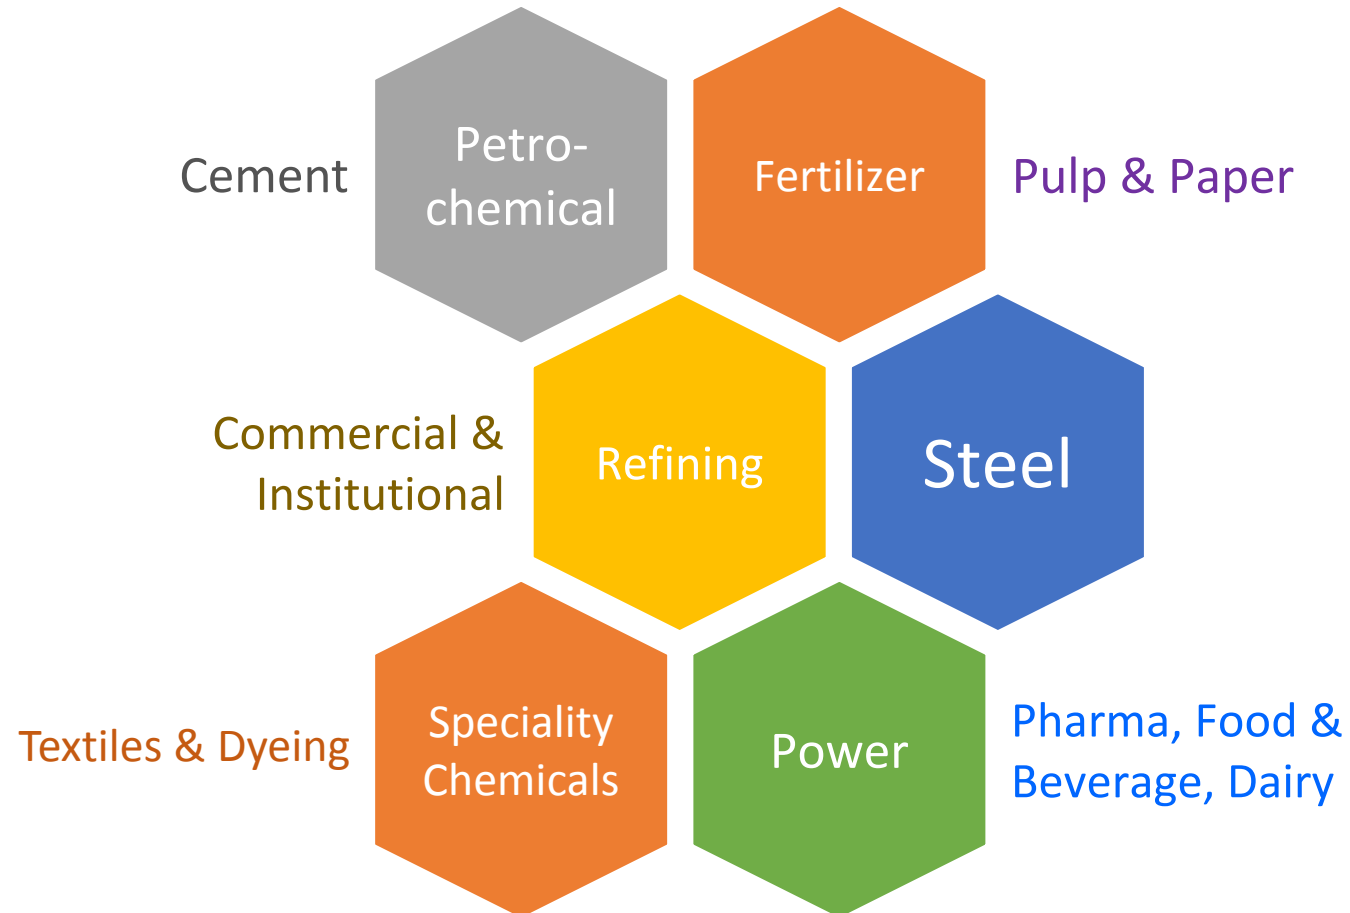 Cement
Petro-
chemical
Fertilizer
Pulp & Paper
Commercial &
Institutional
Refining
Steel
Textiles & Dyeing
Speciality
Chemicals
Power
Pharma, Food &
Beverage, Dairy